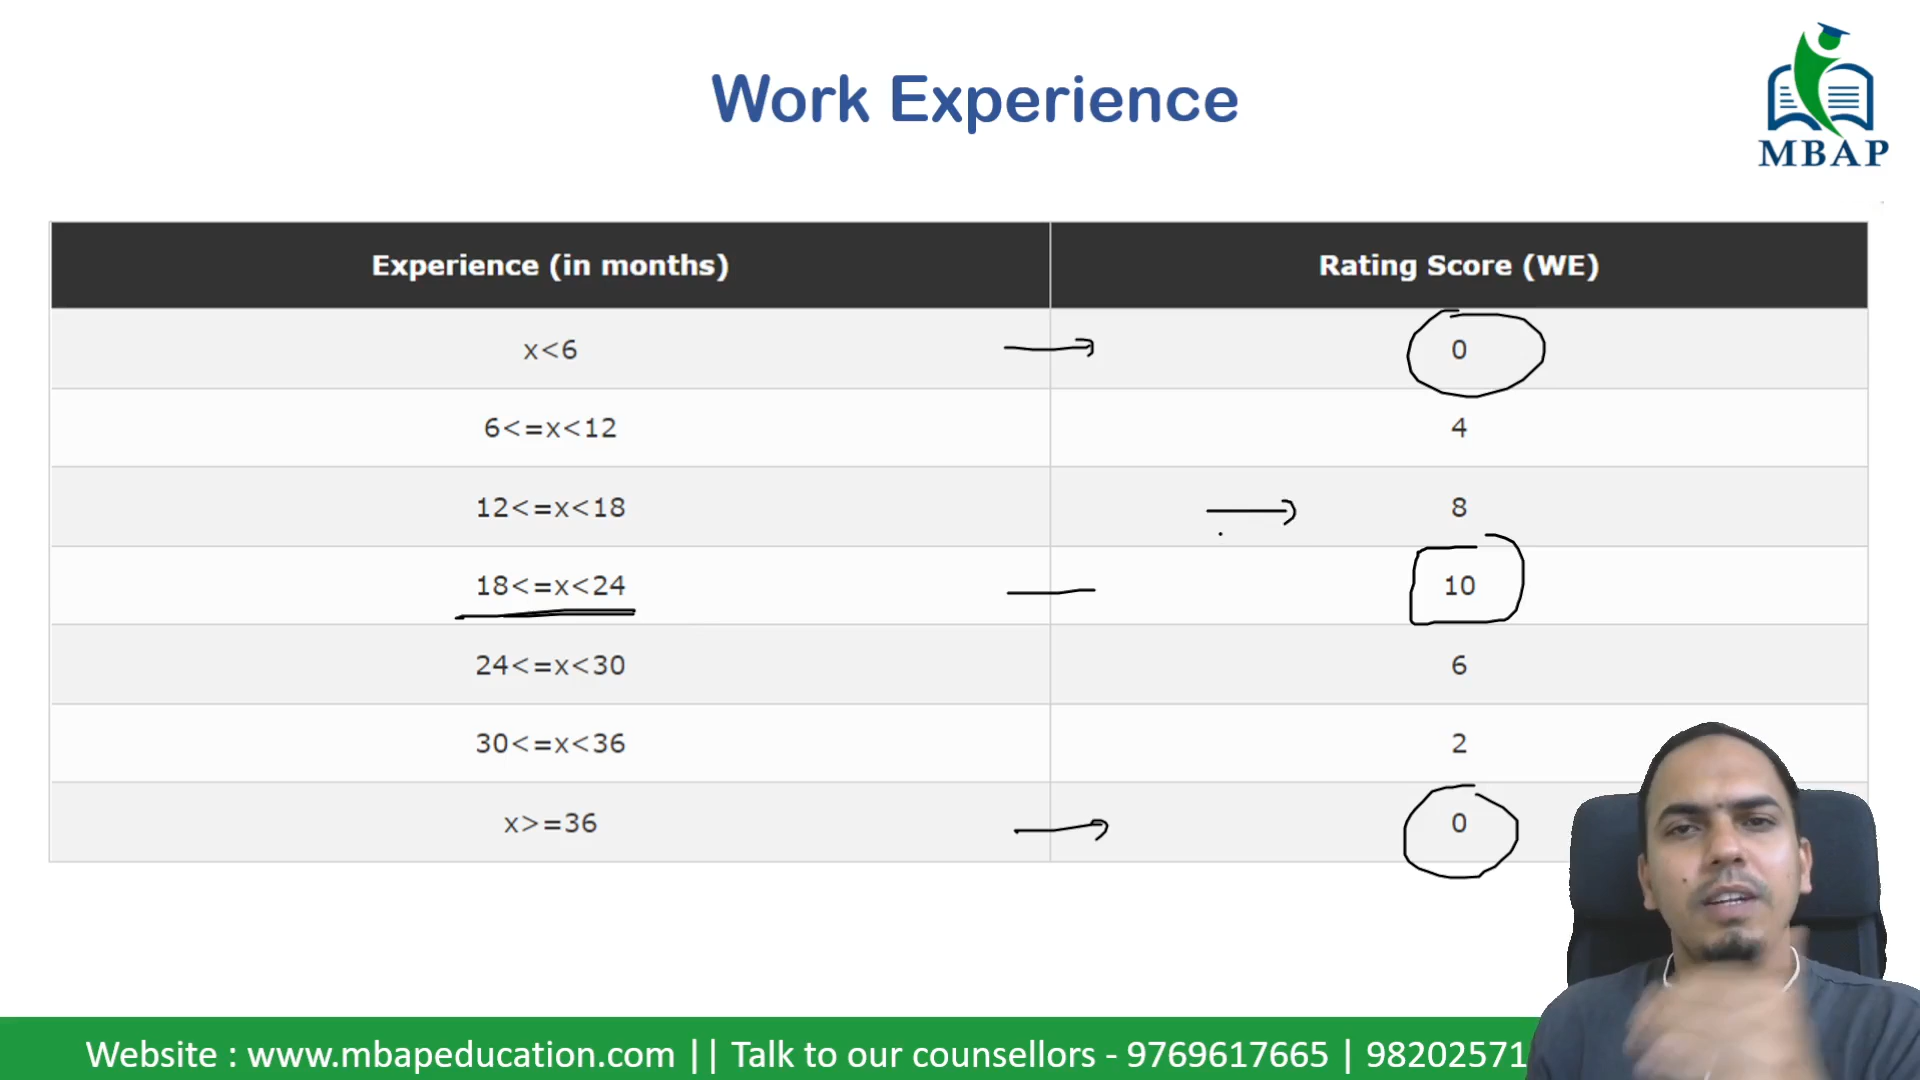 Work Experience
MBAP
Experience (in months) Rating Score (WE)
x<6 0
6<=x<12 4
12<=x<18 8
18<=x<24 10
24<=x<30 6
30<=x<36 2
x>=36 0
Website : www.mbapeducation.com || Talk to our counsellors - 9769617665 | 98202571